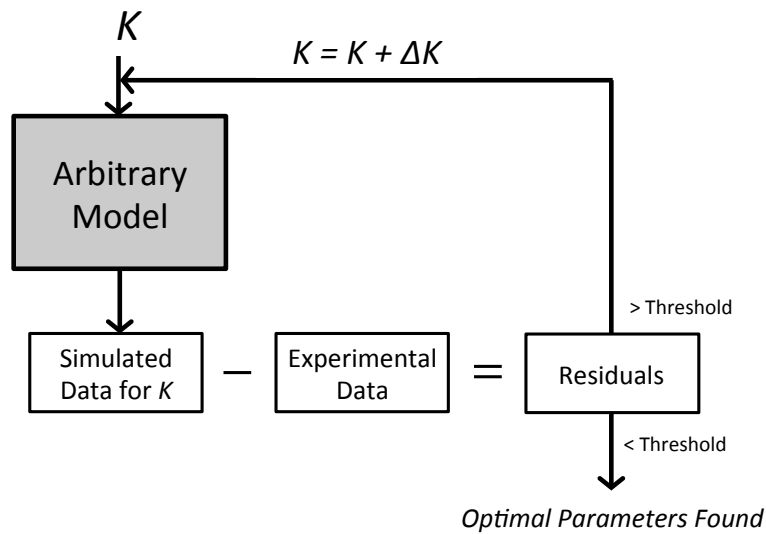 K
K = K + ΔK
Arbitrary
Model
> Threshold
Simulated
Data for K
–
Experimental
Data
=
Residuals
< Threshold
Optimal Parameters Found